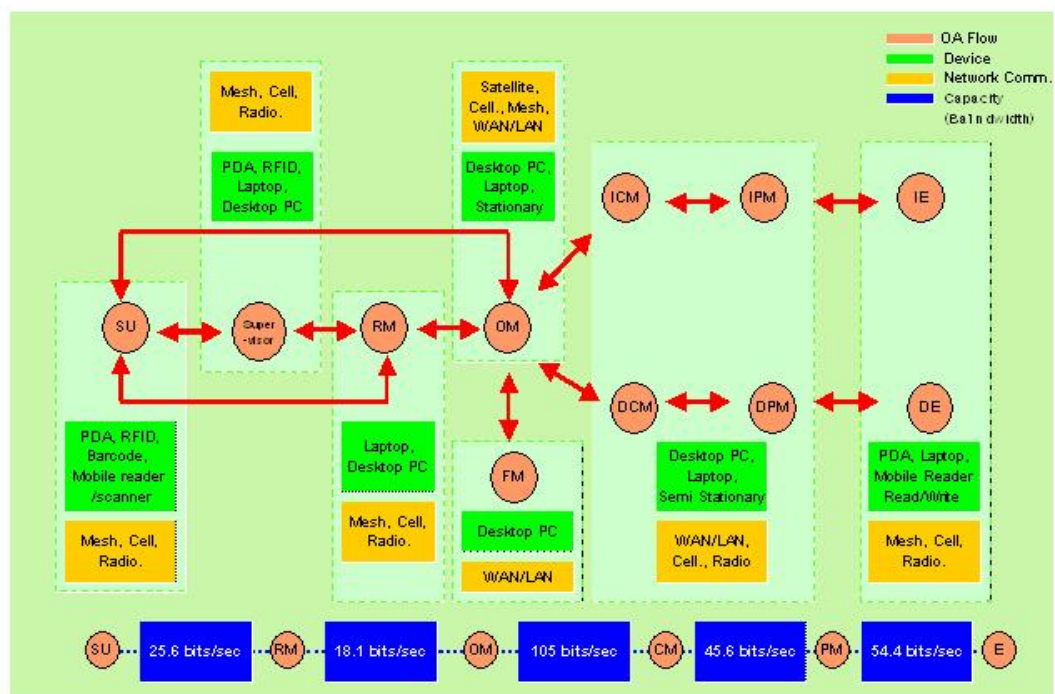 OA Flow
Device
Network Comm.
Capacity
(Ba1n dwidth)
Mesh, Cell,
Radio.
PDA, RFID,
Laptop,
Desktop PC
Satellite,
Cell., Mesh,
WAN/LAN
Desktop PC,
Laptop,
Stationary
ICM
IPM
IE
SU
Super
-visor
RM
OM
DCM
DPM
DE
PDA, RFID,
Barcode,
Mobile reader
/scanner
Mesh, Cell,
Radio.
Laptop,
Desktop PC
Mesh, Cell,
Radio.
FM
Desktop PC
WAN/LAN
Desktop PC,
Laptop,
Semi Stationary
WAN/LAN,
Cell., Radio
PDA, Laptop,
Mobile Reader
Read/Write
Mesh, Cell,
Radio.
SU 25.6 bits/sec RM 18.1 bits/sec OM 105 bits/sec CM 45.6 bits/sec PM 54.4 bits/sec E